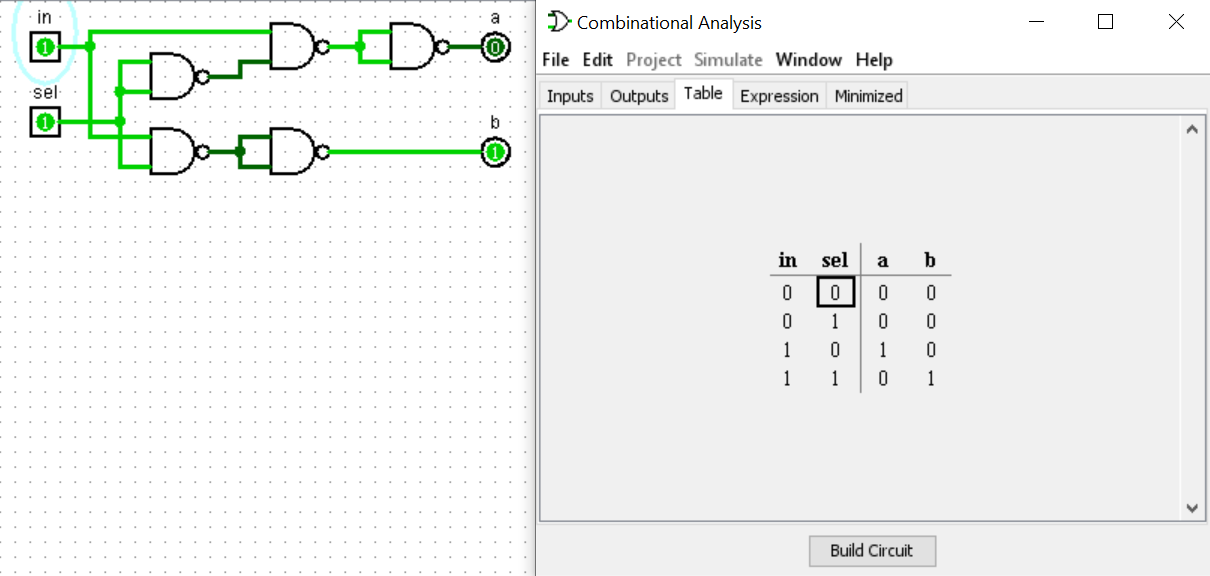 in
1
sel
1
a
0
b
1
Combinational Analysis
File Edit Project Simulate Window Help
Inputs Outputs Table Expression Minimized
in sel a b
0 0 0 0
0 1 0 0
1 0 1 0
1 1 0 1
Build Circuit